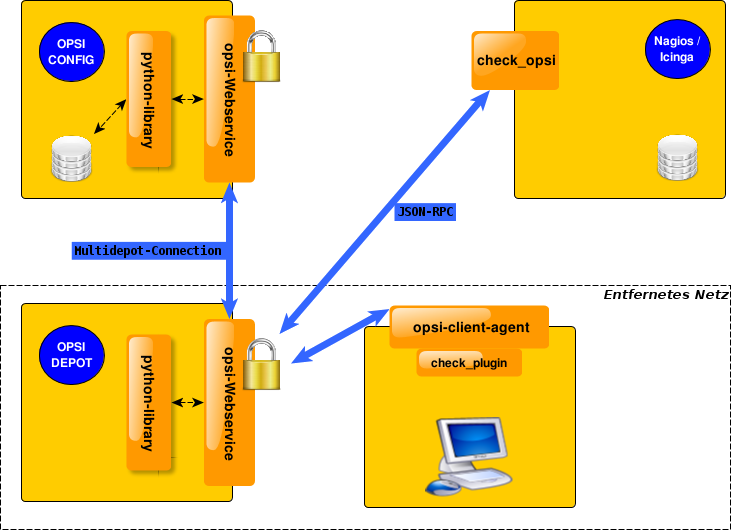 OPSI
CONFIG
python-library
opsi-Webservice
check_opsi
Nagios /
Icinga
JSON-RPC
Multidepot-Connection
Entfernetes Netz
OPSI
DEPOT
python-library
opsi-Webservice
opsi-client-agent
check_plugin